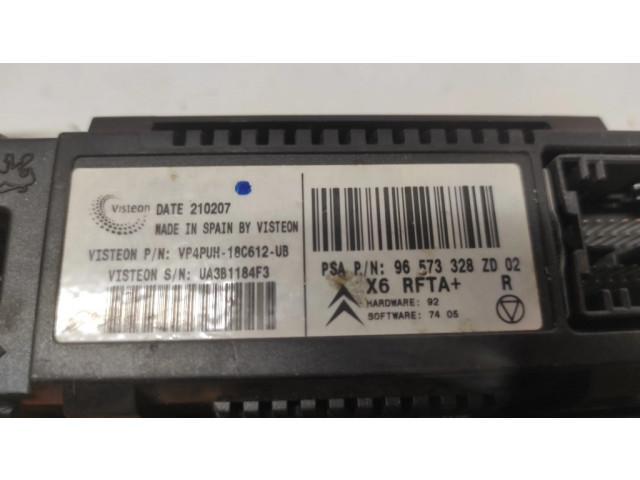 Visteon DATE 210207
MADE IN SPAIN BY VISTEON
VISTEON P/N: VP4PUH-18C612-UB
VISTEON S/N: UA3B1184F3
PSA P/N: 96 573 328 ZD 02
X6 RFTA+ R
HARDWARE: 92
SOFTWARE: 74 05